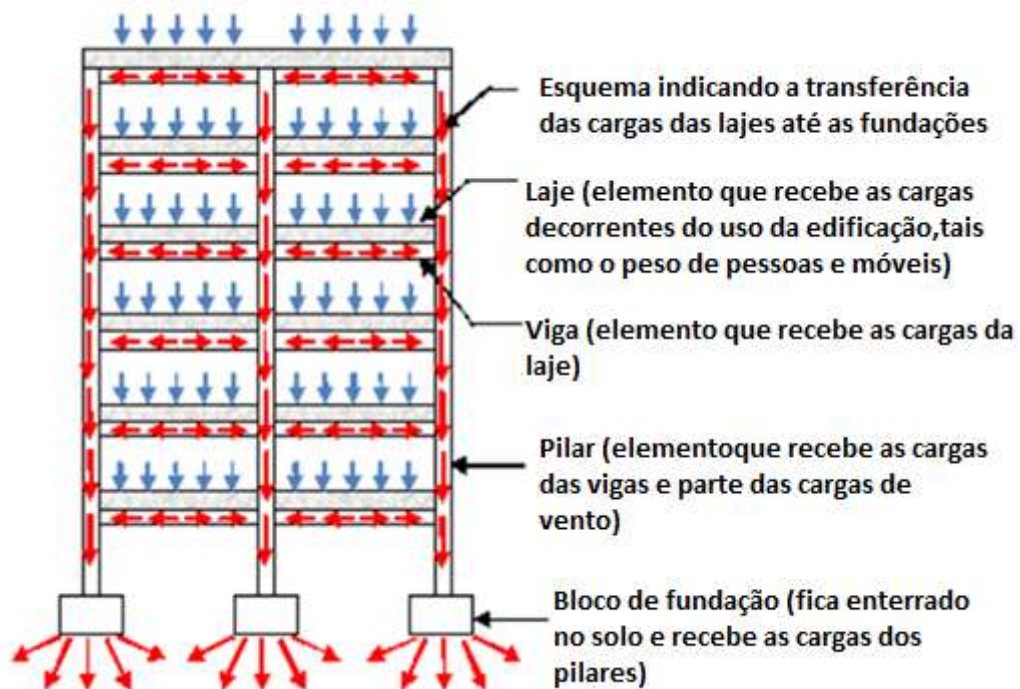 Esquema indicando a transferência
das cargas das lajes até as fundações
Laje (elemento que recebe as cargas
decorrentes do uso da edificação,tais
como o peso de pessoas e móveis)
Viga (elemento que recebe as cargas da
laje)
Pilar (elementoque recebe as cargas
das vigas e parte das cargas de
vento)
Bloco de fundação (fica enterrado
no solo e recebe as cargas dos
pilares)